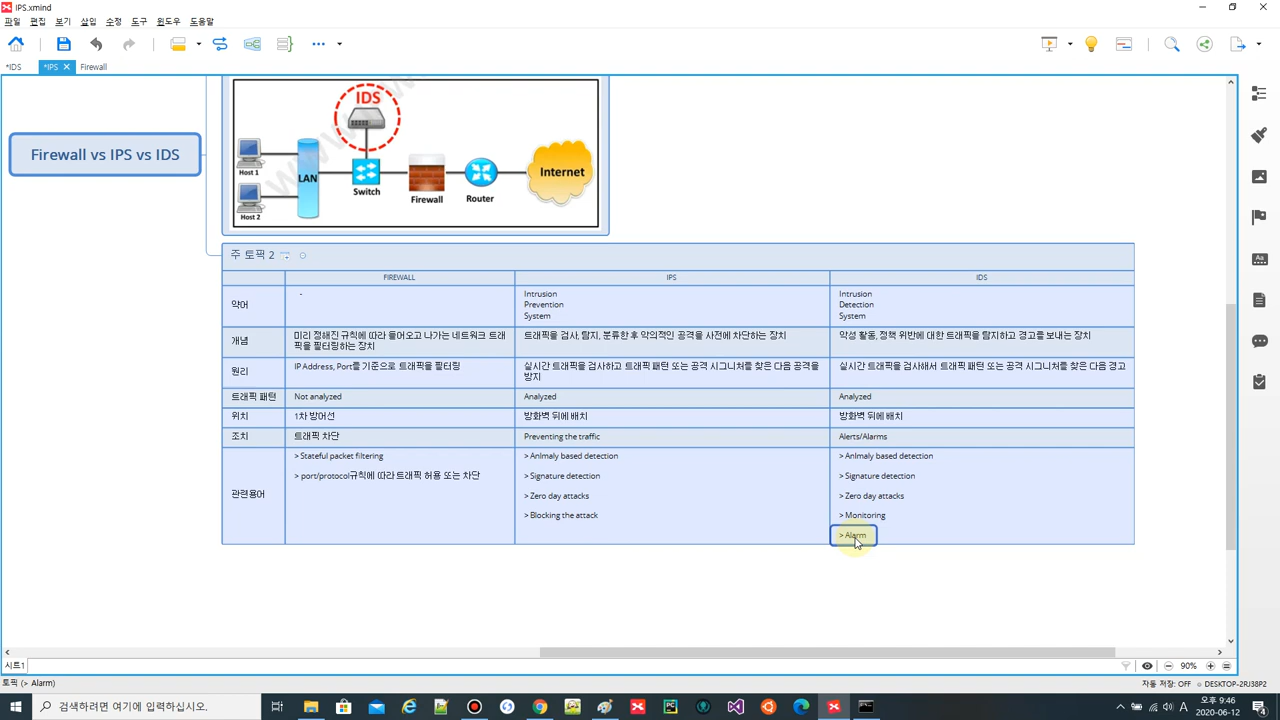 IPS.xmind
파일 편집 보기 삽입 수정 도구 윈도우 도움말
*IDS *IPS Firewall
Firewall vs IPS vs IDS
IDS
Host 1
LAN
Switch
Firewall
Router
Internet
Host 2
주 토픽 2
FIREWALL IPS IDS
약어 - Intrusion Intrusion
Prevention Detection
System System
개념 미리 정해진 규칙에 따라 들어오고 나가는 네트워크 트래 트래픽을 검사, 탐지, 분류한 후 악의적인 공격을 사전에 차단하는 장치 악성 활동, 정책 위반에 대한 트래픽을 탐지하고 경고를 보내는 장치
픽을 필터링하는 장치
원리 IP Address, Port를 기준으로 트래픽을 필터링 실시간 트래픽을 검사하고 트래픽 패턴 또는 공격 시그니처를 찾은 다음 공격을 실시간 트래픽을 검사해서 트래픽 패턴 또는 공격 시그니처를 찾은 다음 경고
방지
트래픽 패턴 Not analyzed Analyzed Analyzed
위치 1차 방어선 방화벽 뒤에 배치 방화벽 뒤에 배치
조치 트래픽 차단 Preventing the traffic Alerts/Alarms
관련용어 > Stateful packet filtering > Anlmaly based detection > Anlmaly based detection
> port/protocol규칙에 따라 트래픽 허용 또는 차단 > Signature detection > Signature detection
> Zero day attacks > Zero day attacks
> Blocking the attack > Monitoring
> Alarm
시트1
90%
토픽 (> Alarm)
자동 저장: OFF DESKTOP-2RJ38P2
검색하려면 여기에 입력하십시오.
A 오후 9:46
2020-06-12
4